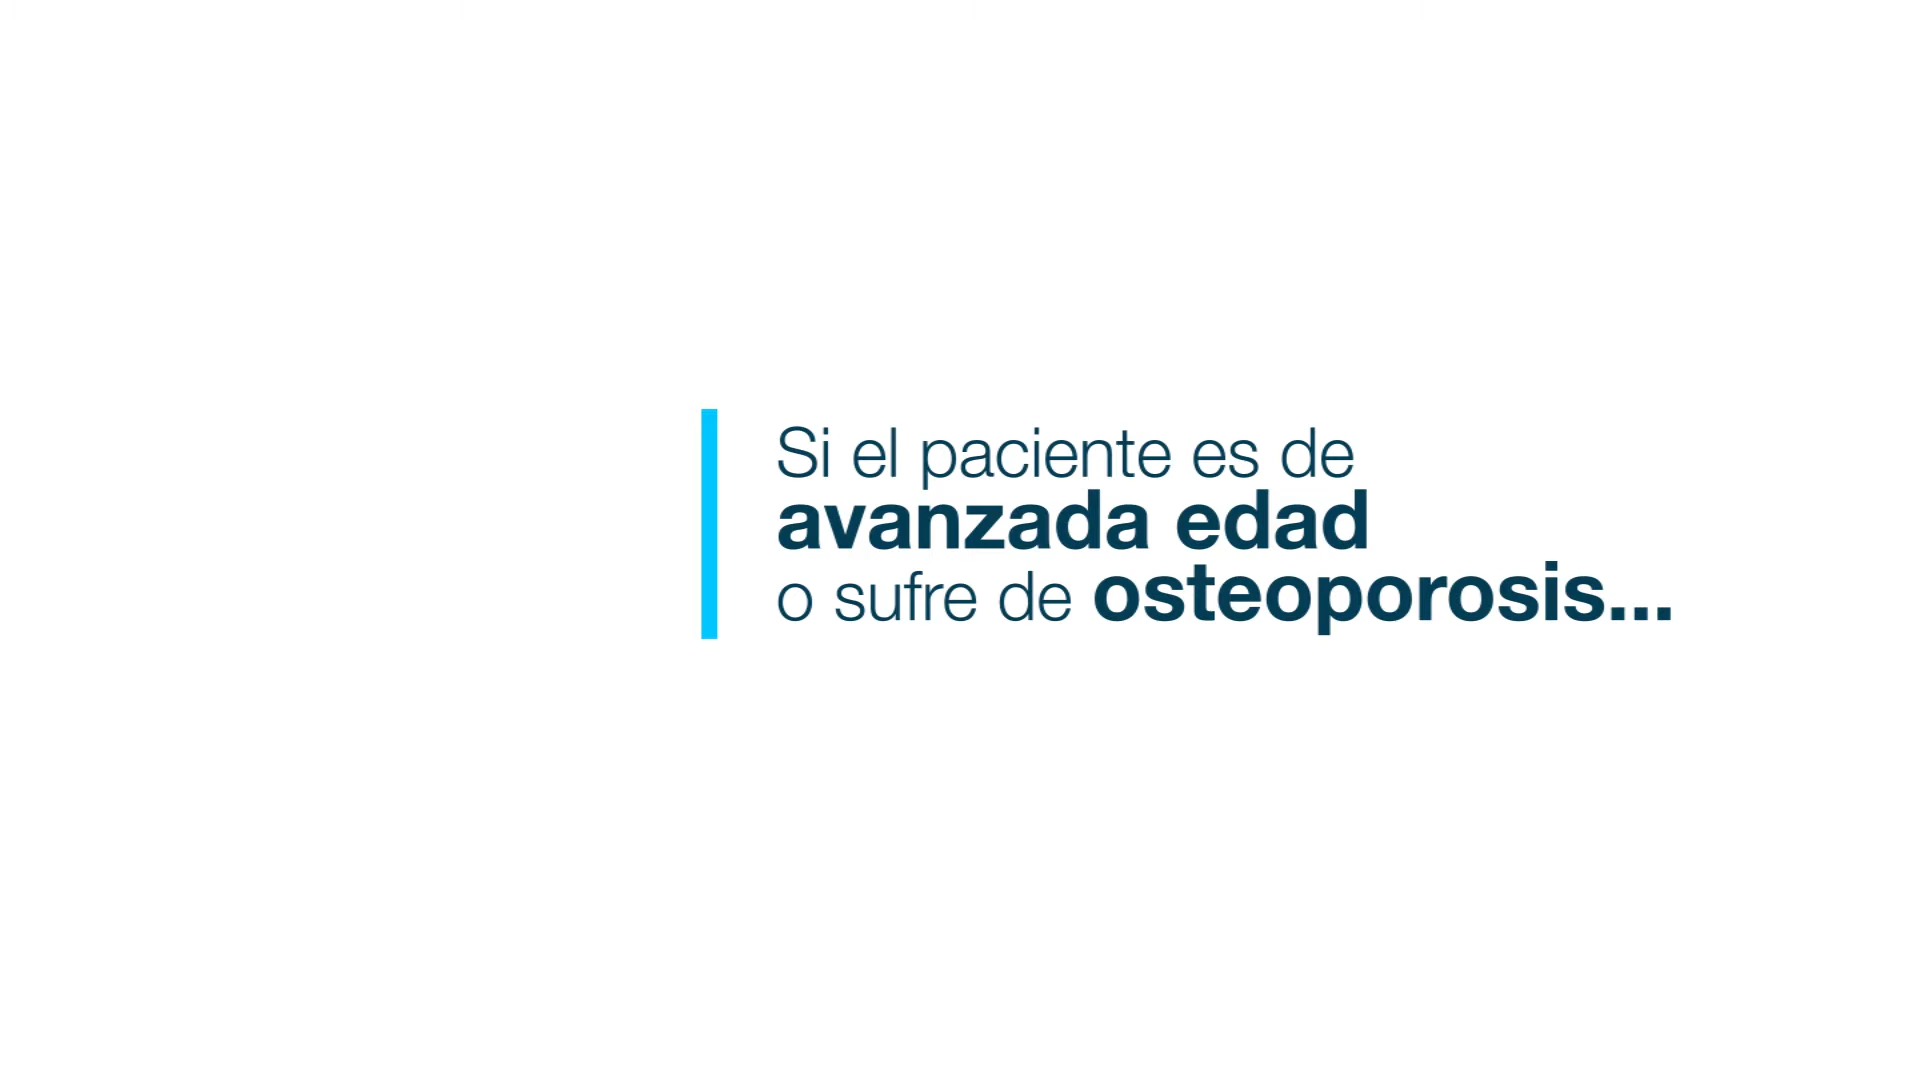 Si el paciente es de
avanzada edad
o sufre de osteoporosis...